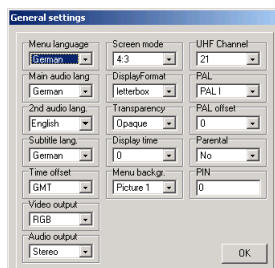 General settings
Menu language
German
Screen mode
4:3
UHF Channel
21
Main audio lang
German
DisplayFormat
letterbox
PAL
PAL I
2nd audio lang.
English
Transparency
Opaque
PAL offset
0
Subtitle lang.
German
Display time
0
Parental
No
Time offset
GMT
Menu backgr.
Picture 1
PIN
0
Video output
RGB
Audio output
Stereo
OK